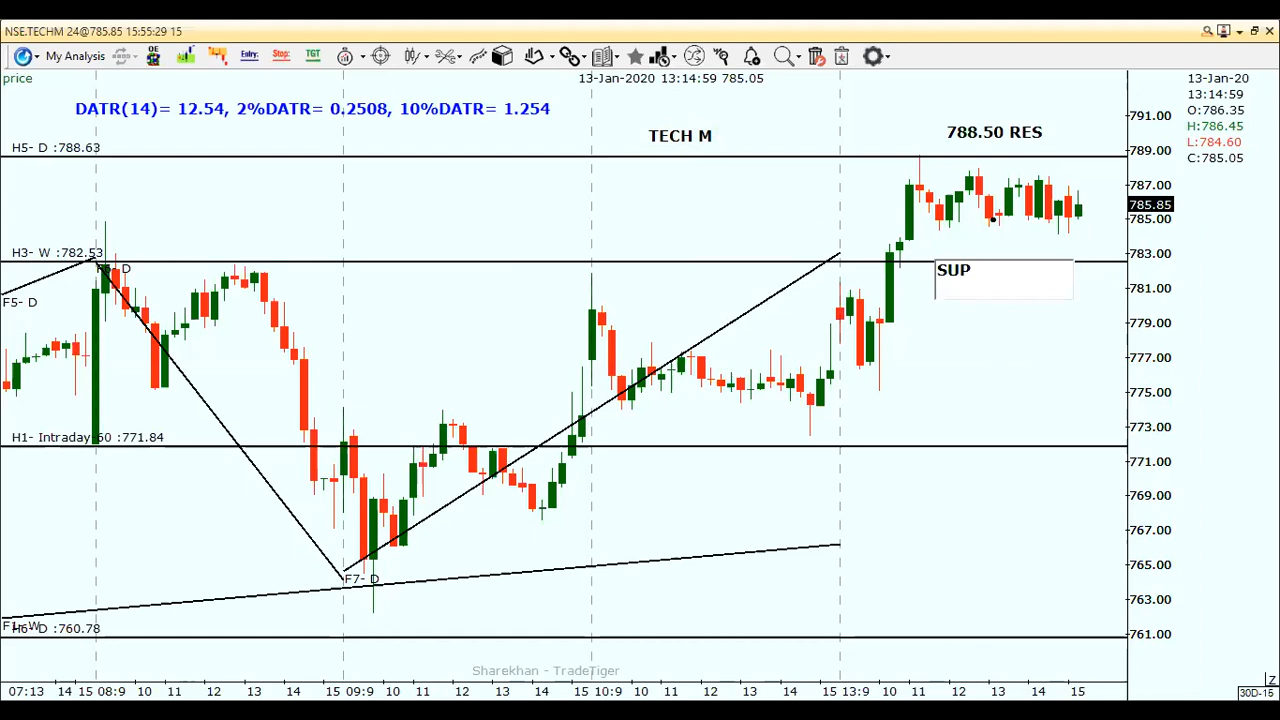 NSE.TECHM 24@785.85 15:55:29 15
My Analysis OE Entry: Stop: TGT
price
13-Jan-2020 13:14:59 785.05
13-Jan-20
13:14:59
O:786.35
H:786.45
L:784.60
C:785.05
DATR(14)= 12.54, 2%DATR= 0.2508, 10%DATR= 1.254
TECH M
788.50 RES
H5- D :788.63
H3- W :782.53
F5- D
SUP
H1- Intraday-60 :771.84
F7- D
H6- D :760.78
791.00
789.00
787.00
785.85
785.00
783.00
781.00
779.00
777.00
775.00
773.00
771.00
769.00
767.00
765.00
763.00
761.00
Sharekhan - TradeTiger
07:13 14 15 08:9 10 11 12 13 14 15 09:9 10 11 12 13 14 15 10:9 10 11 12 13 14 15 13:9 10 11 12 13 14 15
Z
30D-15